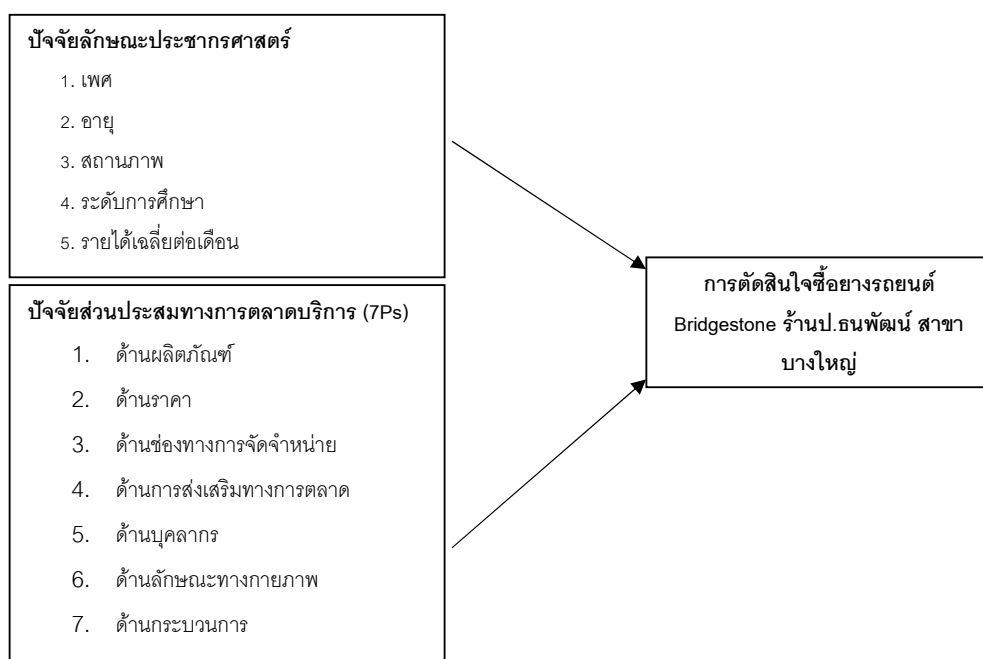 ปัจจัยลักษณะประชากรศาสตร์
1. เพศ
2. อายุ
3. สถานภาพ
4. ระดับการศึกษา
5. รายได้เฉลี่ยต่อเดือน
ปัจจัยส่วนประสมทางการตลาดบริการ (7Ps)
1. ด้านผลิตภัณฑ์
2. ด้านราคา
3. ด้านช่องทางการจัดจำหน่าย
4. ด้านการส่งเสริมทางการตลาด
5. ด้านบุคลากร
6. ด้านลักษณะทางกายภาพ
7. ด้านกระบวนการ
การตัดสินใจซื้อยางรถยนต์
Bridgestone ร้านป.ธนพัฒน์ สาขา
บางใหญ่